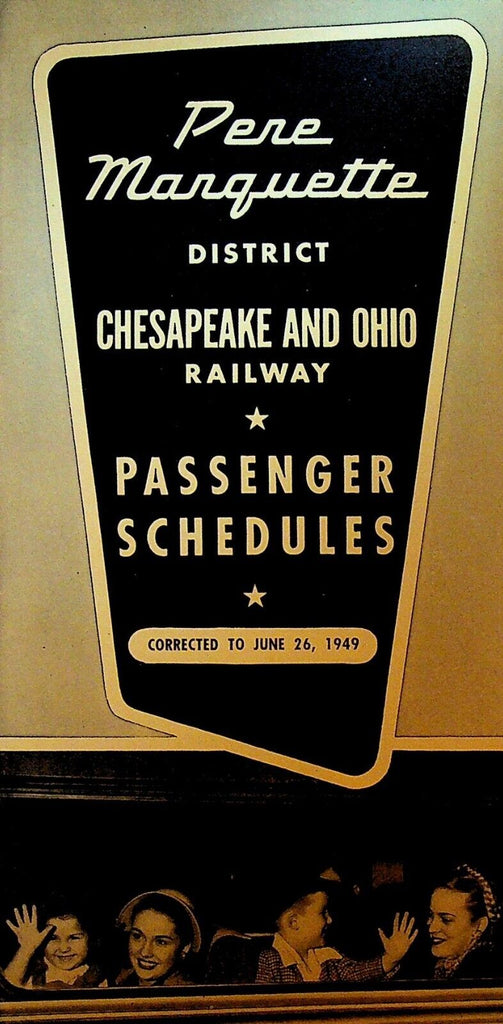 Pere
Marquette
DISTRICT
CHESAPEAKE AND OHIO
RAILWAY
PASSENGER
SCHEDULES
CORRECTED TO JUNE 26, 1949